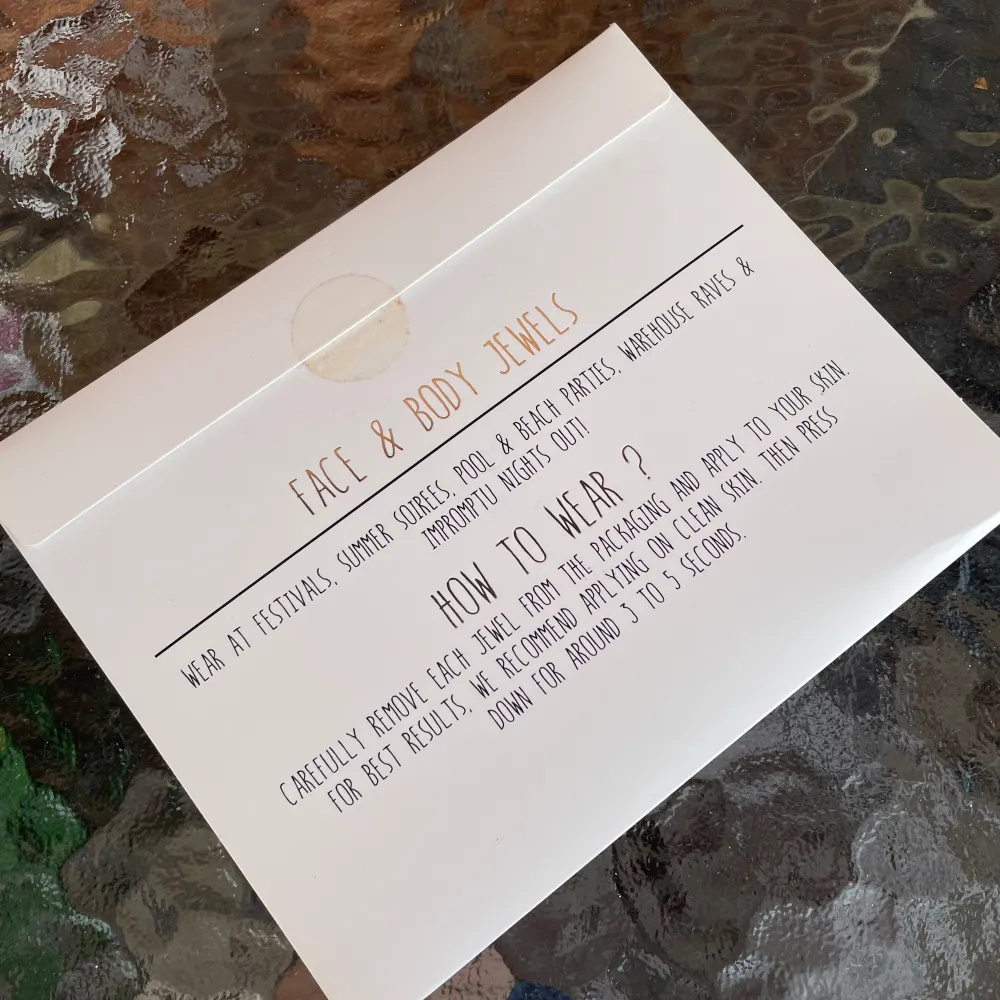 FACE & BODY JEWELS
WEAR AT FESTIVALS, SUMMER SOIREES, POOL & BEACH PARTIES, WAREHOUSE RAVES &
IMPROMPTU NIGHTS OUT!
HOW TO WEAR ?
CAREFULLY REMOVE EACH JEWEL FROM THE PACKAGING AND APPLY TO YOUR SKIN.
FOR BEST RESULTS, WE RECOMMEND APPLYING ON CLEAN SKIN. THEN PRESS
DOWN FOR AROUND 3 TO 5 SECONDS.